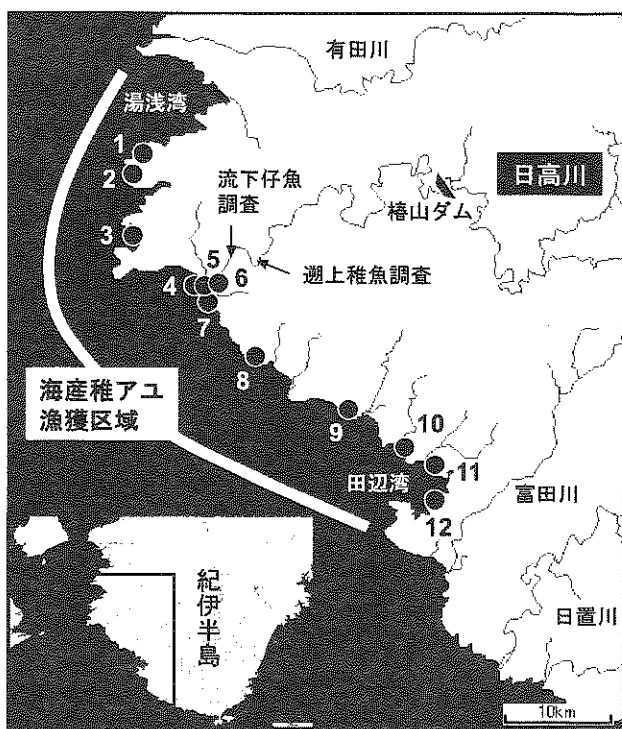 有田川
湯浅湾
1
2
流下仔魚
調査
日高川
椿山ダム
3
5
4
6
遡上稚魚調査
7
8
海産稚アユ
漁獲区域
9
10
11
田辺湾
12
富田川
紀伊半島
日置川
10km